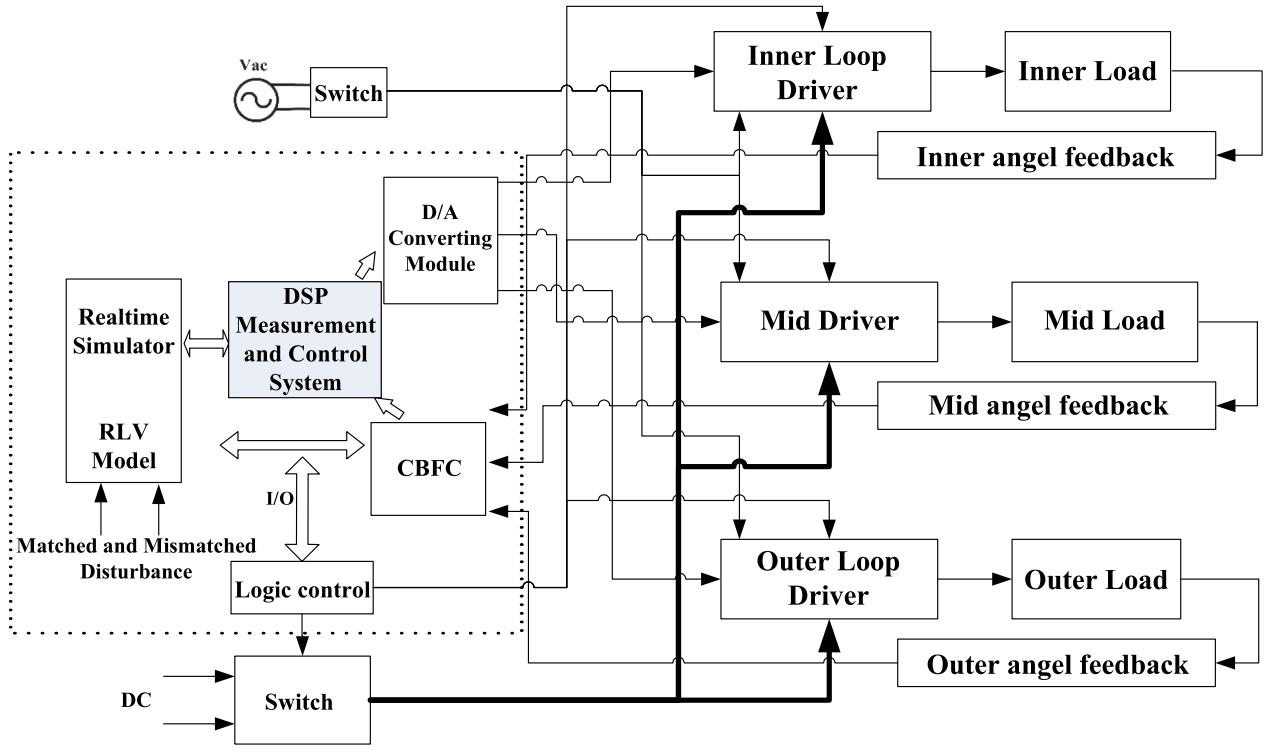 Vac
Switch
Inner Loop
Driver
Inner Load
Inner angel feedback
D/A
Converting
Module
Realtime
Simulator
RLV
Model
DSP
Measurement
and Control
System
Mid Driver
Mid Load
Mid angel feedback
CBFC
I/O
Matched and Mismatched
Disturbance
Logic control
Outer Loop
Driver
Outer Load
Outer angel feedback
DC
Switch